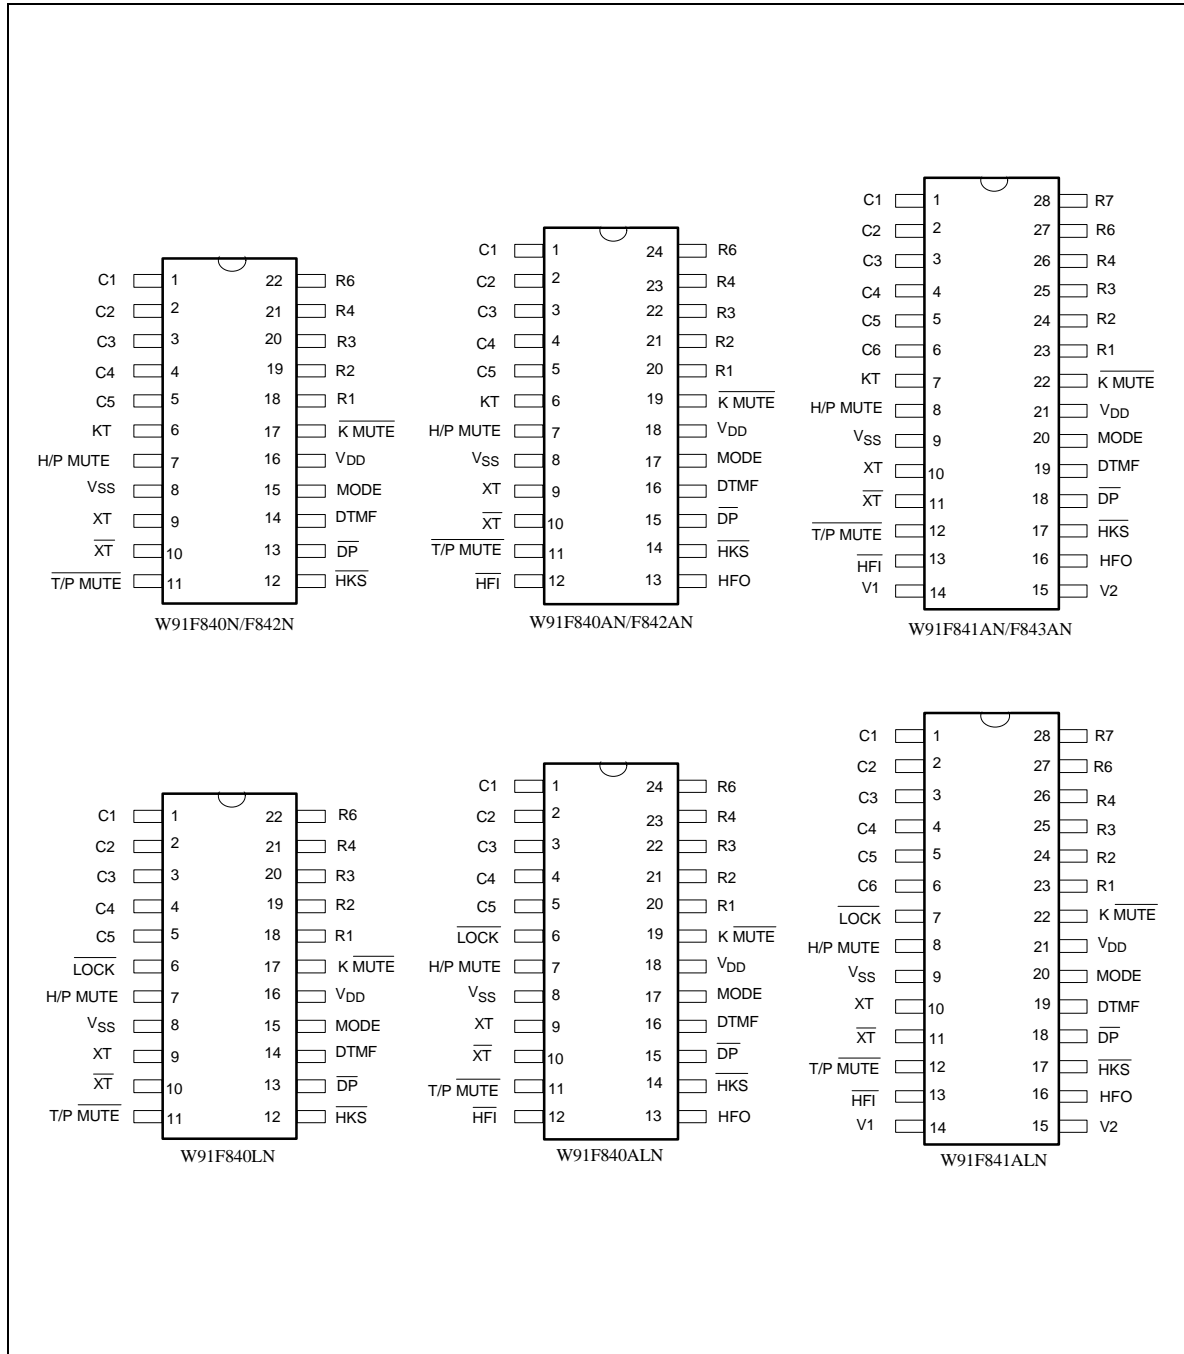 C1 1 22 R6
C2 2 21 R4
C3 3 20 R3
C4 4 19 R2
C5 5 18 R1
KT 6 17 K MUTE
H/P MUTE 7 16 VDD
VSS 8 15 MODE
XT 9 14 DTMF
XT 10 13 DP
T/P MUTE 11 12 HKS
W91F840N/F842N
C1 1 24 R6
C2 2 23 R4
C3 3 22 R3
C4 4 21 R2
C5 5 20 R1
KT 6 19 K MUTE
H/P MUTE 7 18 VDD
VSS 8 17 MODE
XT 9 16 DTMF
XT 10 15 DP
T/P MUTE 11 14 HKS
HFI 12 13 HFO
W91F840AN/F842AN
C1 1 28 R7
C2 2 27 R6
C3 3 26 R4
C4 4 25 R3
C5 5 24 R2
C6 6 23 R1
KT 7 22 K MUTE
H/P MUTE 8 21 VDD
VSS 9 20 MODE
XT 10 19 DTMF
XT 11 18 DP
T/P MUTE 12 17 HKS
HFI 13 16 HFO
V1 14 15 V2
W91F841AN/F843AN
C1 1 22 R6
C2 2 21 R4
C3 3 20 R3
C4 4 19 R2
C5 5 18 R1
LOCK 6 17 K MUTE
H/P MUTE 7 16 VDD
VSS 8 15 MODE
XT 9 14 DTMF
XT 10 13 DP
T/P MUTE 11 12 HKS
W91F840LN
C1 1 24 R6
C2 2 23 R4
C3 3 22 R3
C4 4 21 R2
C5 5 20 R1
LOCK 6 19 K MUTE
H/P MUTE 7 18 VDD
VSS 8 17 MODE
XT 9 16 DTMF
XT 10 15 DP
T/P MUTE 11 14 HKS
HFI 12 13 HFO
W91F840ALN
C1 1 28 R7
C2 2 27 R6
C3 3 26 R4
C4 4 25 R3
C5 5 24 R2
C6 6 23 R1
LOCK 7 22 K MUTE
H/P MUTE 8 21 VDD
VSS 9 20 MODE
XT 10 19 DTMF
XT 11 18 DP
T/P MUTE 12 17 HKS
HFI 13 16 HFO
V1 14 15 V2
W91F841ALN